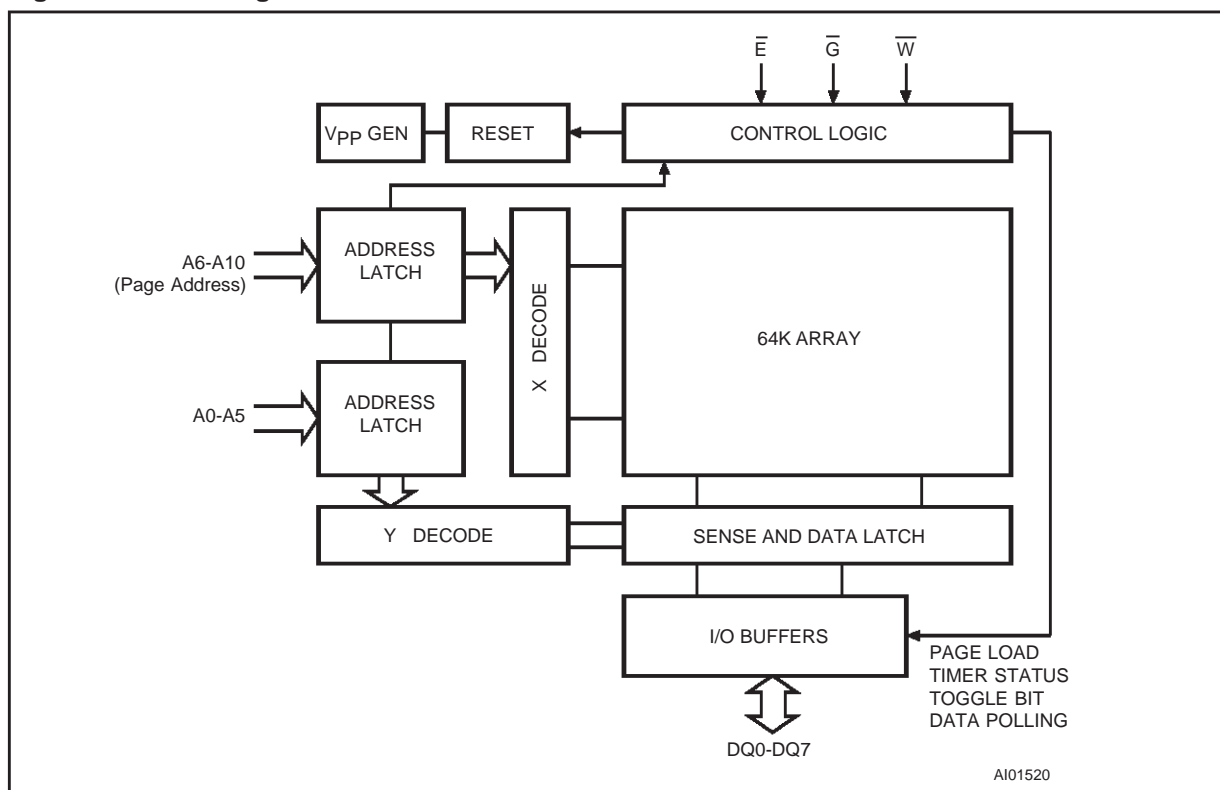 E̅ G̅ W̅
VPP GEN
RESET
CONTROL LOGIC
A6-A10
(Page Address)
ADDRESS
LATCH
X DECODE
64K ARRAY
A0-A5
ADDRESS
LATCH
Y DECODE
SENSE AND DATA LATCH
I/O BUFFERS
PAGE LOAD
TIMER STATUS
TOGGLE BIT
DATA POLLING
DQ0-DQ7
AI01520